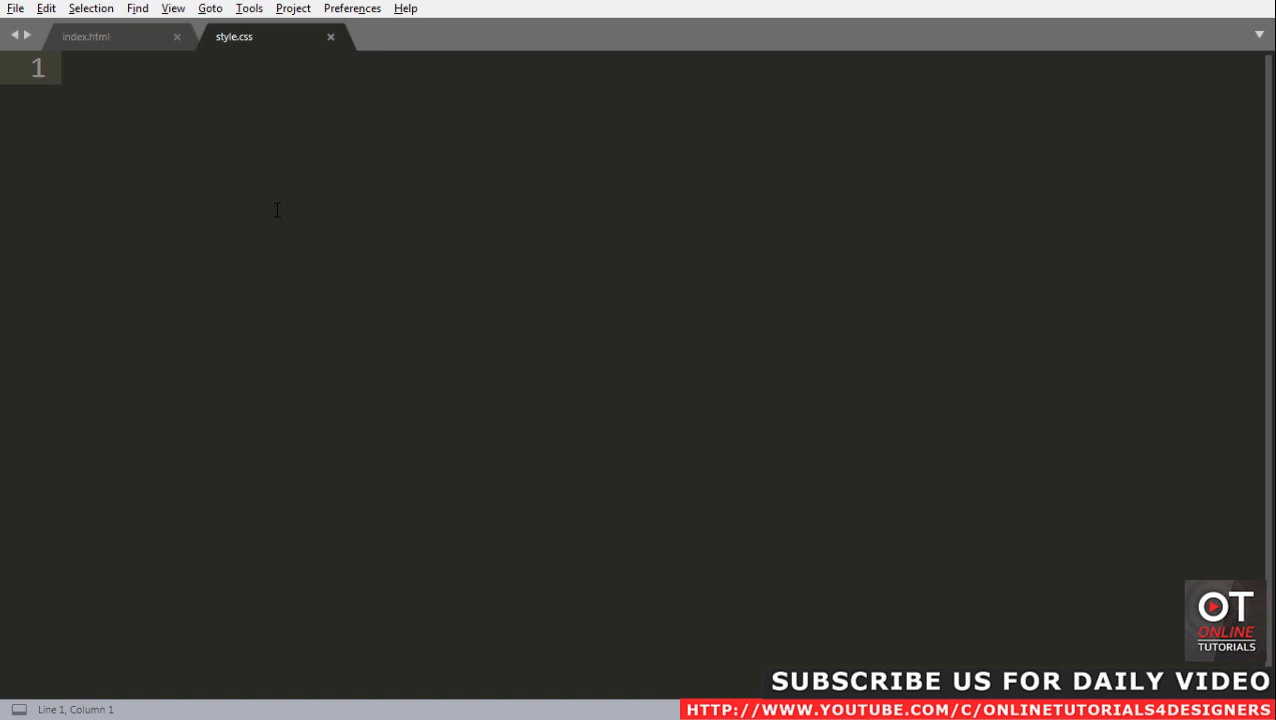 File Edit Selection Find View Goto Tools Project Preferences Help
index.html style.css
1
OT
ONLINE
TUTORIALS
SUBSCRIBE US FOR DAILY VIDEO
Line 1, Column 1 HTTP://WWW.YOUTUBE.COM/C/ONLINETUTORIALS4DESIGNERS